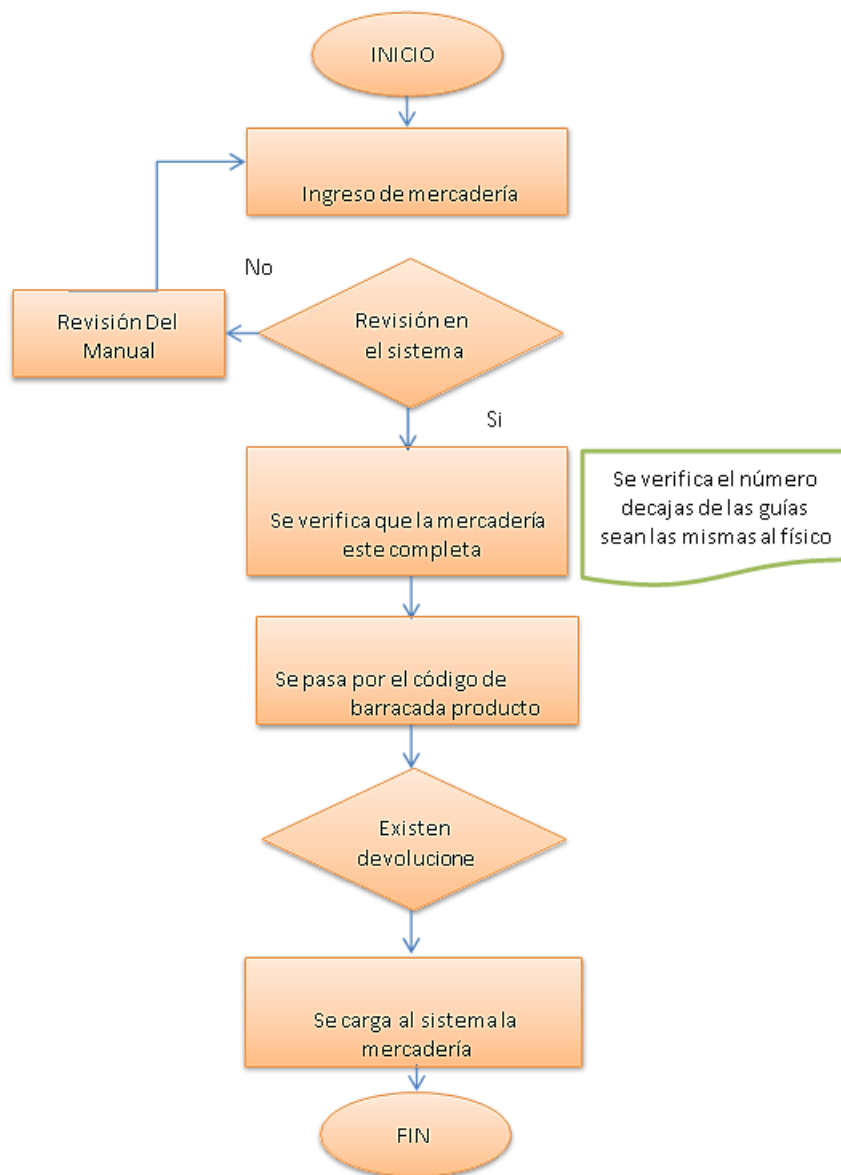 INICIO
Ingreso de mercadería
No
Revisión Del
Manual
Revisión en
el sistema
Si
Se verifica que la mercadería
este completa
Se verifica el número
decajas de las guías
sean las mismas al físico
Se pasa por el código de
barracada producto
Existen
devolucione
Se carga al sistema la
mercadería
FIN